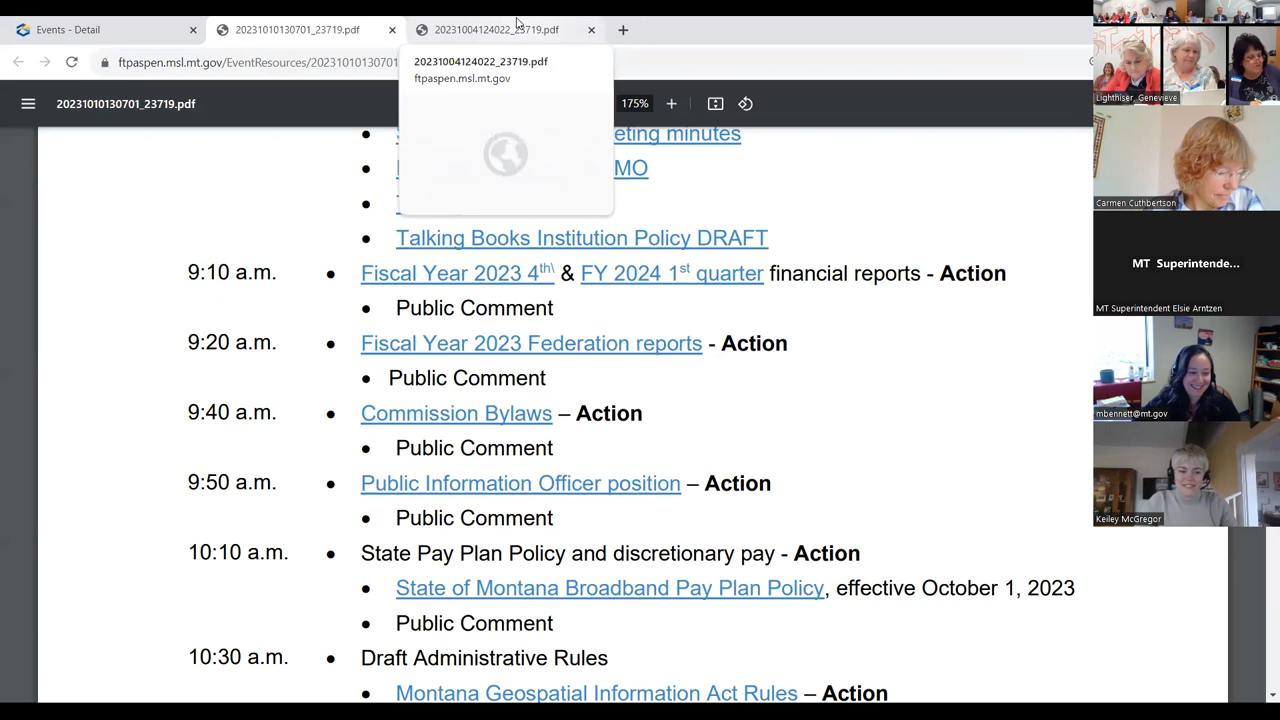 Events - Detail
20231010130701_23719.pdf
20231004124022_23719.pdf
ftpaspen.msl.mt.gov/EventResources/20231010130701
20231004124022_23719.pdf
ftpaspen.msl.mt.gov
20231010130701_23719.pdf
175%
eting minutes
MO
Talking Books Institution Policy DRAFT
9:10 a.m. • Fiscal Year 2023 4th\ & FY 2024 1st quarter financial reports - Action
• Public Comment
9:20 a.m. • Fiscal Year 2023 Federation reports - Action
• Public Comment
9:40 a.m. • Commission Bylaws – Action
• Public Comment
9:50 a.m. • Public Information Officer position – Action
• Public Comment
10:10 a.m. • State Pay Plan Policy and discretionary pay - Action
• State of Montana Broadband Pay Plan Policy, effective October 1, 2023
• Public Comment
10:30 a.m. • Draft Administrative Rules
• Montana Geospatial Information Act Rules – Action
Lighthiser, Genevieve
Carmen Cuthbertson
MT Superintende...
MT Superintendent Elsie Arntzen
mbennett@mt.gov
Keiley McGregor